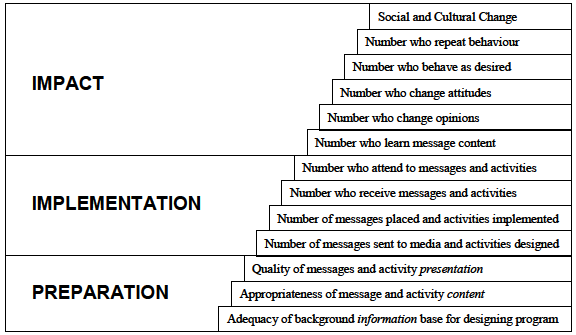 Social and Cultural Change
Number who repeat behaviour
Number who behave as desired
IMPACT
Number who change attitudes
Number who change opinions
Number who learn message content
Number who attend to messages and activities
Number who receive messages and activities
IMPLEMENTATION
Number of messages placed and activities implemented
Number of messages sent to media and activities designed
Quality of messages and activity presentation
PREPARATION
Appropriateness of message and activity content
Adequacy of background information base for designing program